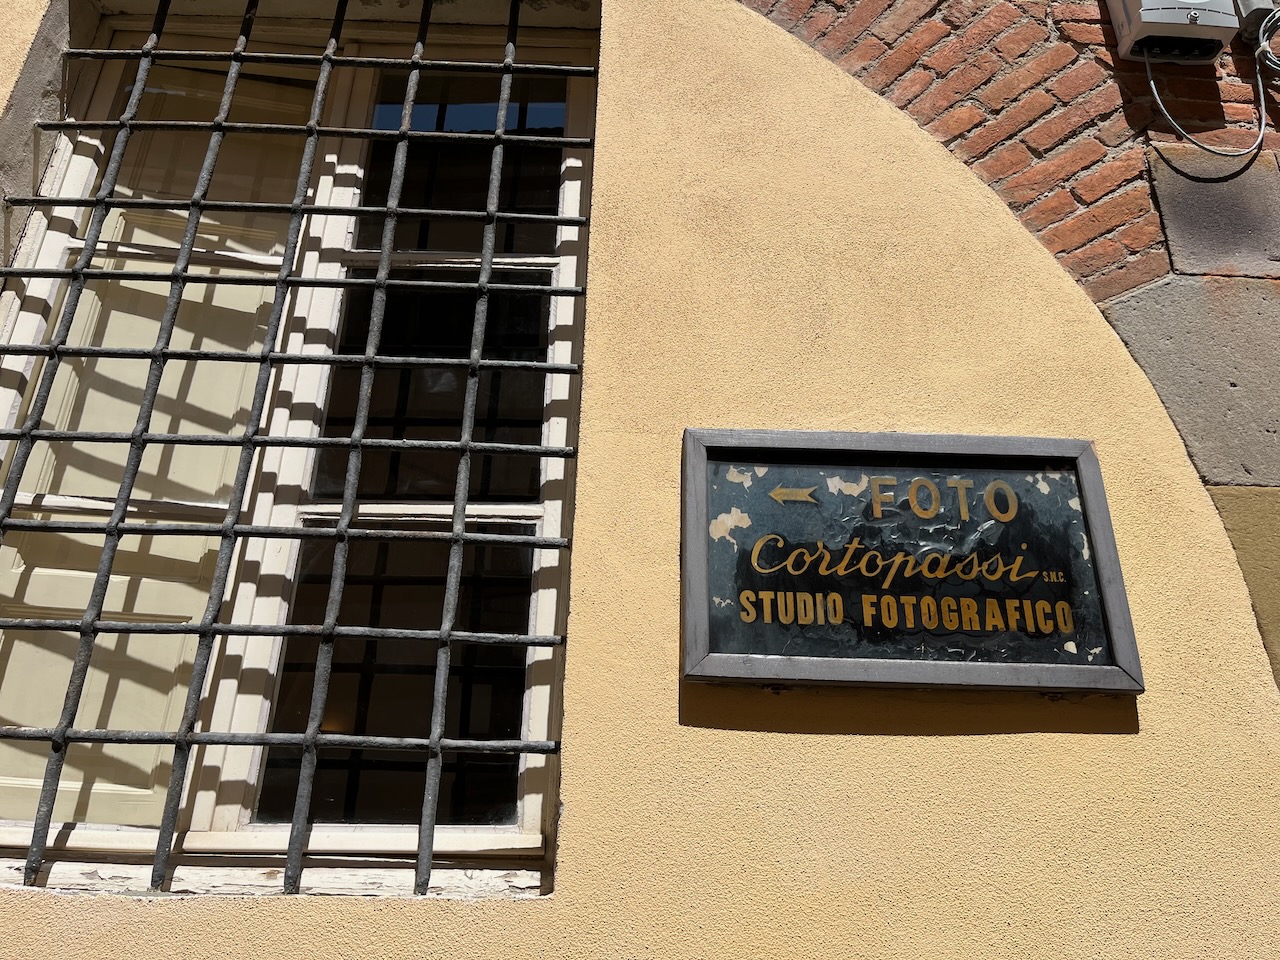 ← FOTO
Cortopassi S.N.C.
STUDIO FOTOGRAFICO